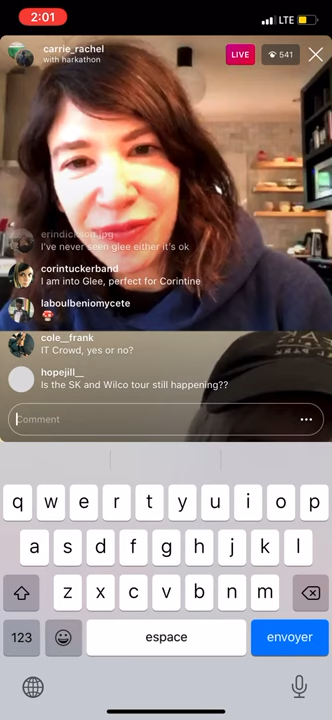 2:01
LTE
carrie_rachel
with harkathon
LIVE
541
I've never seen glee either it's ok
corintuckerband
I am into Glee, perfect for Corintine
laboulbeniomycete
cole__frank
IT Crowd, yes or no?
hopejill__
Is the SK and Wilco tour still happening??
Comment
q w e r t y u i o p
a s d f g h j k l
z x c v b n m
123
espace
envoyer